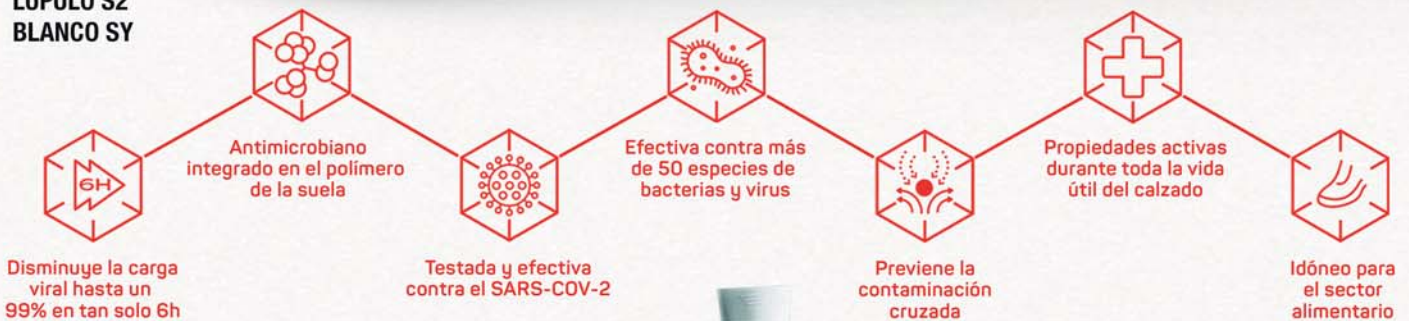 LÚPULO S2
BLANCO SY
6H
Disminuye la carga
viral hasta un
99% en tan solo 6h
Antimicrobiano
integrado en el polímero
de la suela
Testada y efectiva
contra el SARS-COV-2
Efectiva contra más
de 50 especies de
bacterias y virus
Previene la
contaminación
cruzada
Propiedades activas
durante toda la vida
útil del calzado
Idóneo para
el sector
alimentario